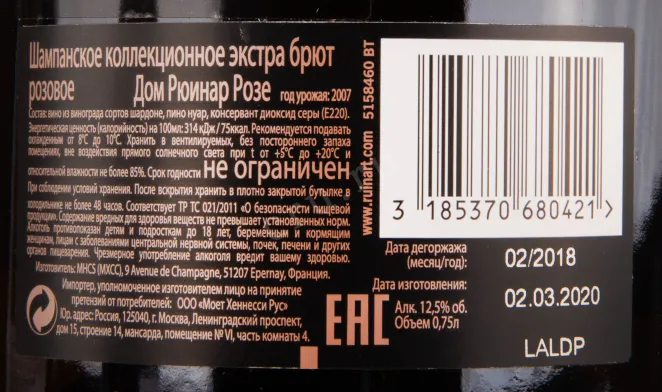 Шампанское коллекционное экстра брют
розовое Дом Рюинар Розе год урожая: 2007
Состав: вино из винограда сортов шардоне, пино нуар, консервант диоксид серы (E220).
Энергетическая ценность (калорийность) на 100мл: 314 кДж / 75ккал. Рекомендуется подавать
охлажденным от 8°C до 10°C. Хранить в вентилируемых, без постороннего запаха
помещениях, вне воздействия прямого солнечного света при t от +5°C до +20°C и
относительной влажности не более 85%. Срок годности не ограничен
При соблюдении условий хранения. После вскрытия хранить в плотно закрытой бутылке в
холодильнике не более 48 часов. Соответствует ТР ТС 021/2011 «О безопасности пищевой
продукции». Содержание вредных для здоровья веществ не превышает установленных норм.
Алкоголь противопоказан детям и подросткам до 18 лет, беременным и кормящим
женщинам, лицам с заболеваниями центральной нервной системы, почек, печени и других
органов пищеварения. Чрезмерное употребление алкоголя вредит вашему здоровью.
Изготовитель: MHCS (МХСС), 9 Avenue de Champagne, 51207 Epernay, Франция.
Импортер, уполномоченное изготовителем лицо на принятие
претензий от потребителей: ООО «Моет Хеннесси Рус»
Юр. адрес: Россия, 125040, г. Москва, Ленинградский проспект,
дом 15, строение 14, мансарда, помещение № VI, часть комнаты 4.
EAC
www.ruinart.com 5158460 BT
3 185370 680421 >
Дата дегоржажа
(месяц/год): 02/2018
Дата изготовления:
02.03.2020
Алк. 12,5% об.
Объем 0,75л
LALDP